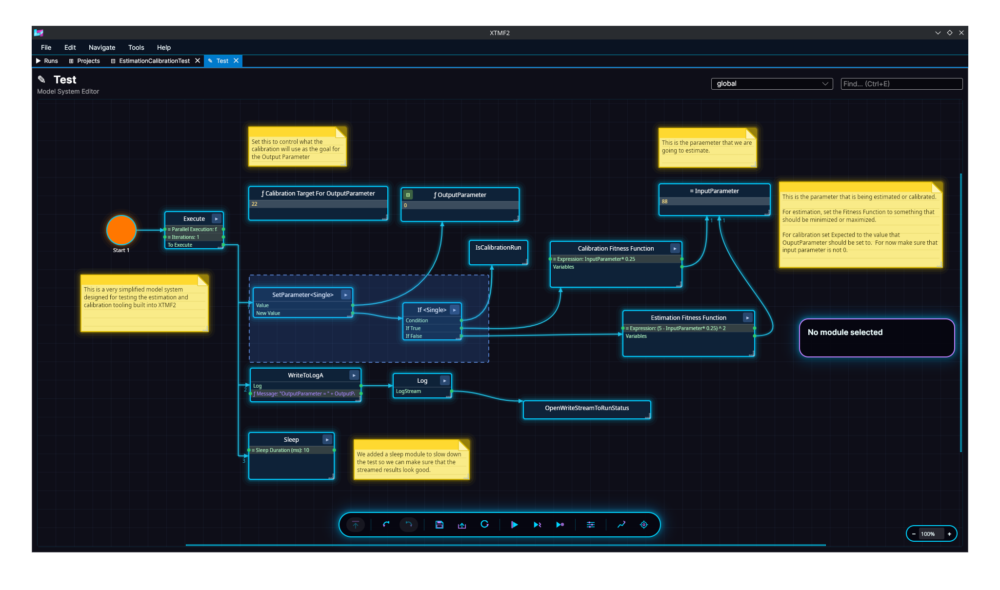 XTMF2
File Edit Navigate Tools Help
Runs Projects EstimationCalibrationTest Test
Test
Model System Editor
global
Find... (Ctrl+E)
Set this to control what the
calibration will use as the goal for
the Output Parameter
This is the paraemeter that we are
going to estimate.
ƒ Calibration Target For OutputParameter
22
ƒ OutputParameter
0
≡ InputParameter
88
This is the parameter that is being estimated or calibrated.
For estimation, set the Fitness Function to something that
should be minimized or maximized.
For calibration set Expected to the value that
OuputParameter should be set to.  For now make sure that
input parameter is not 0.
Start 1
Execute
≡ Parallel Execution: f
≡ Iterations: 1
To Execute
1
1
IsCalibrationRun
Calibration Fitness Function
≡ Expression: InputParameter* 0.25
Variables
This is a very simplified model system
designed for testing the estimation and
calibration tooling built into XTMF2
1
SetParameter<Single>
Value
New Value
If <Single>
Condition
If True
If False
Estimation Fitness Function
≡ Expression: (5 - InputParameter* 0.25) ^ 2
Variables
No module selected
2
WriteToLogA
Log
ƒ Message: "OutputParameter = " + OutputP
Log
LogStream
OpenWriteStreamToRunStatus
3
Sleep
≡ Sleep Duration (ms): 10
We added a sleep module to slow down
the test so we can make sure that the
streamed results look good.
− 100% +